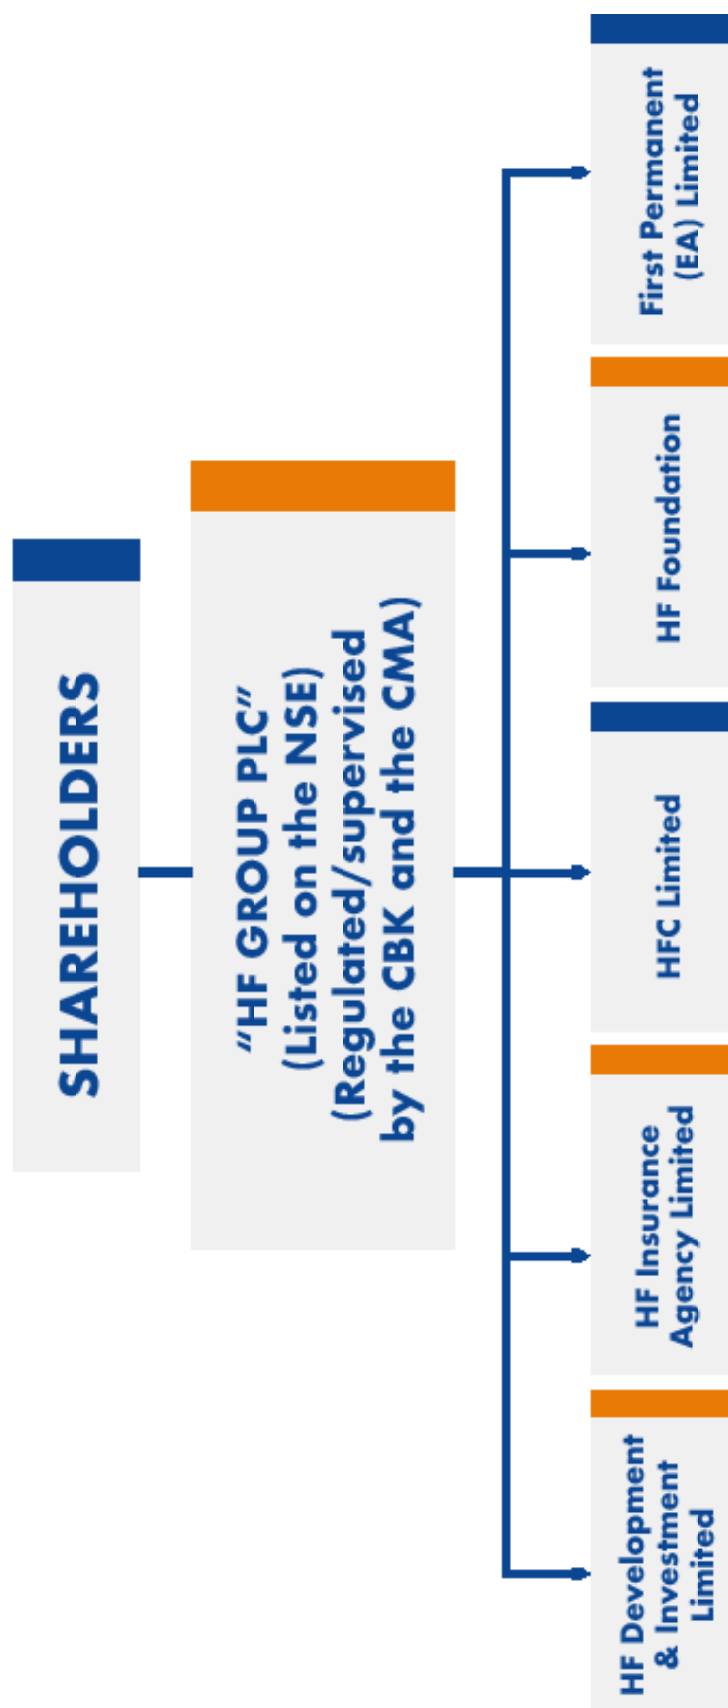 SHAREHOLDERS
“HF GROUP PLC”
(Listed on the NSE)
(Regulated/supervised
by the CBK and the CMA)
HF Development
& Investment
Limited
HF Insurance
Agency Limited
HFC Limited
HF Foundation
First Permanent
(EA) Limited